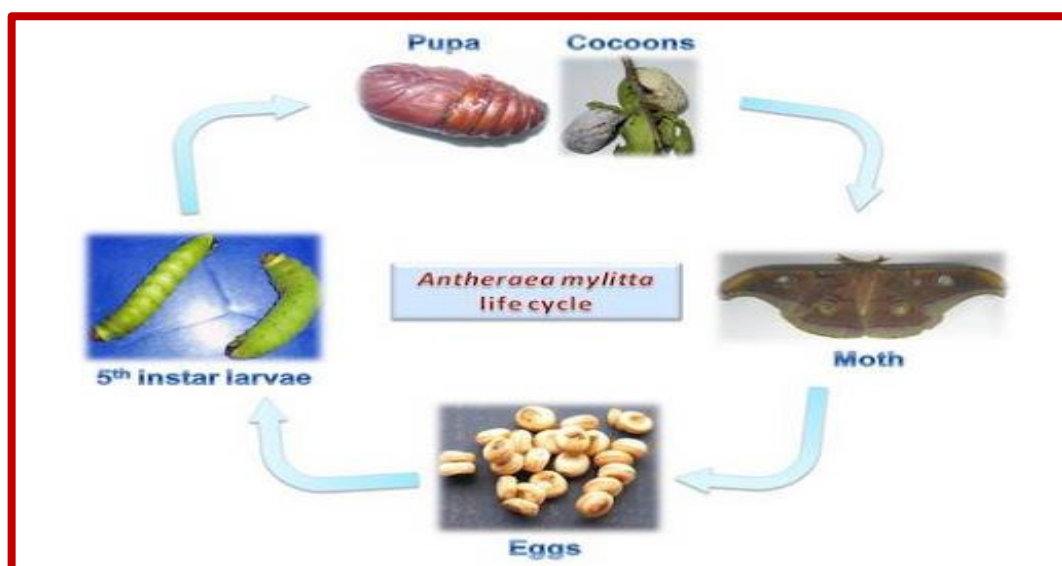 Pupa
Cocoons
Antheraea mylitta
life cycle
Moth
5th instar larvae
Eggs